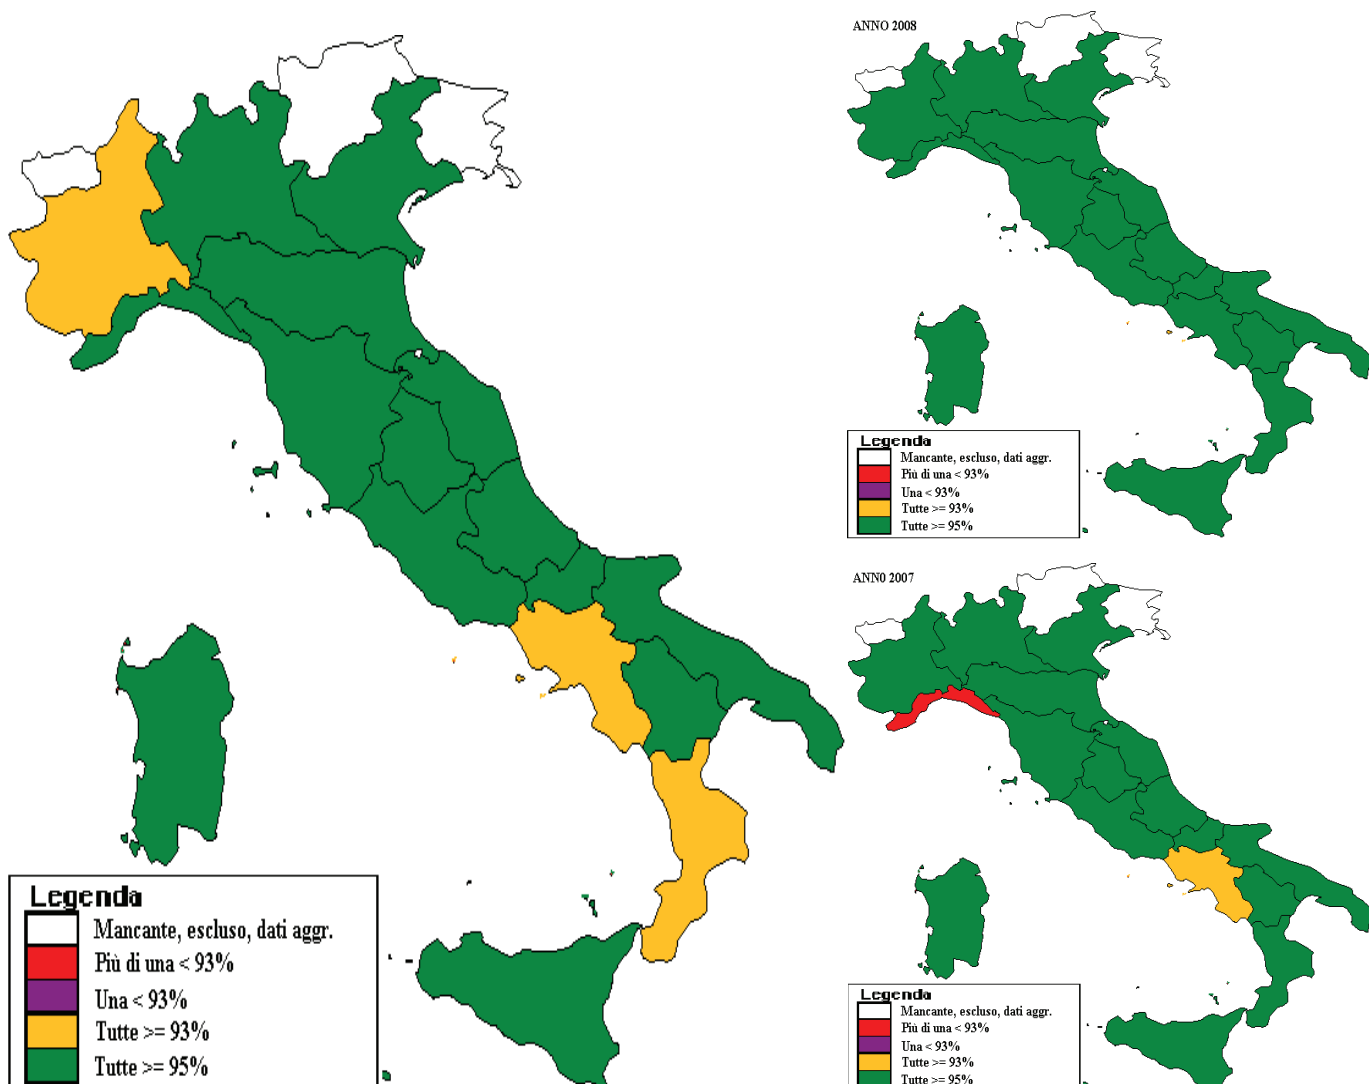 Legenda
Mancante, escluso, dati aggr.
Più di una < 93%
Una < 93%
Tutte >= 93%
Tutte >= 95%
ANNO 2008
Legenda
Mancante, escluso, dati aggr.
Più di una < 93%
Una < 93%
Tutte >= 93%
Tutte >= 95%
ANN0 2007
Legenda
Mancante, escluso, dati aggr.
Più di una < 93%
Una < 93%
Tutte >= 93%
Tutte >= 95%